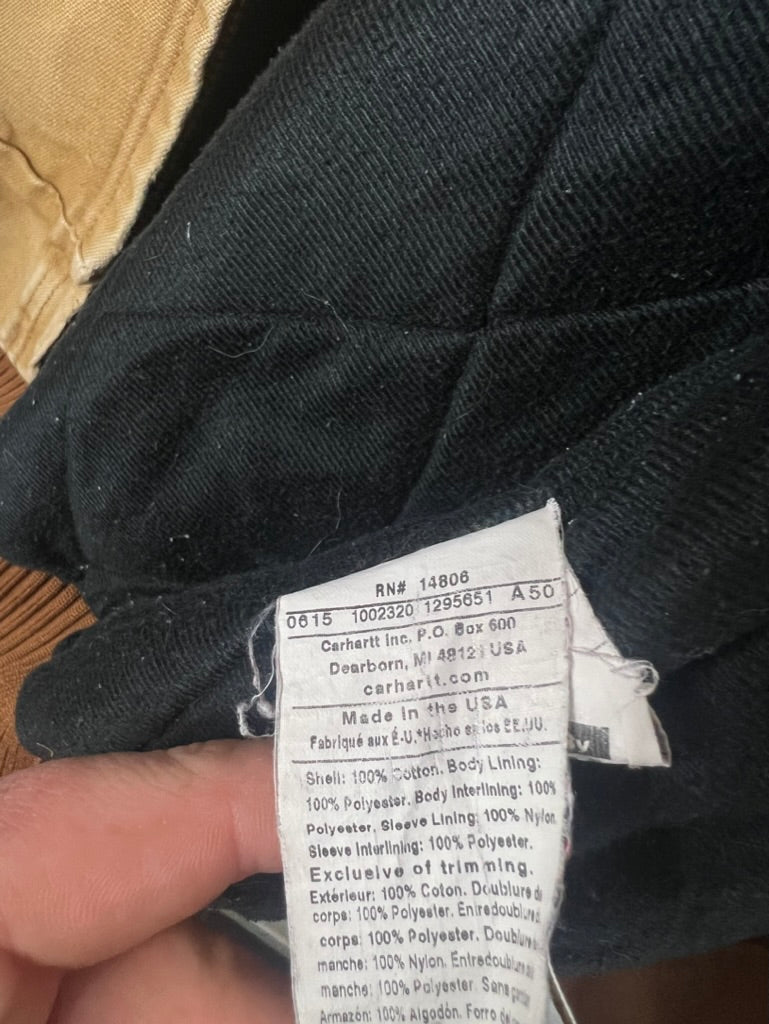 RN# 14806
0615 1002320 1295651 A50
Carhartt Inc. P.O. Box 600
Dearborn, MI 48121 USA
carhartt.com
Made in the USA
Fabriqué aux É-U.*Hecho en los EE.UU.
Shell: 100% Cotton. Body Lining:
100% Polyester. Body Interlining: 100%
Polyester. Sleeve Lining: 100% Nylon
Sleeve Interlining: 100% Polyester.
Exclusive of trimming.
Extérieur: 100% Coton. Doublure du
corps: 100% Polyester. Entredoublure
corps: 100% Polyester. Doublure
manche: 100% Nylon. Entredoublure
manche: 100% Polyester. Sans
Armazón: 100% Algodón. Forro